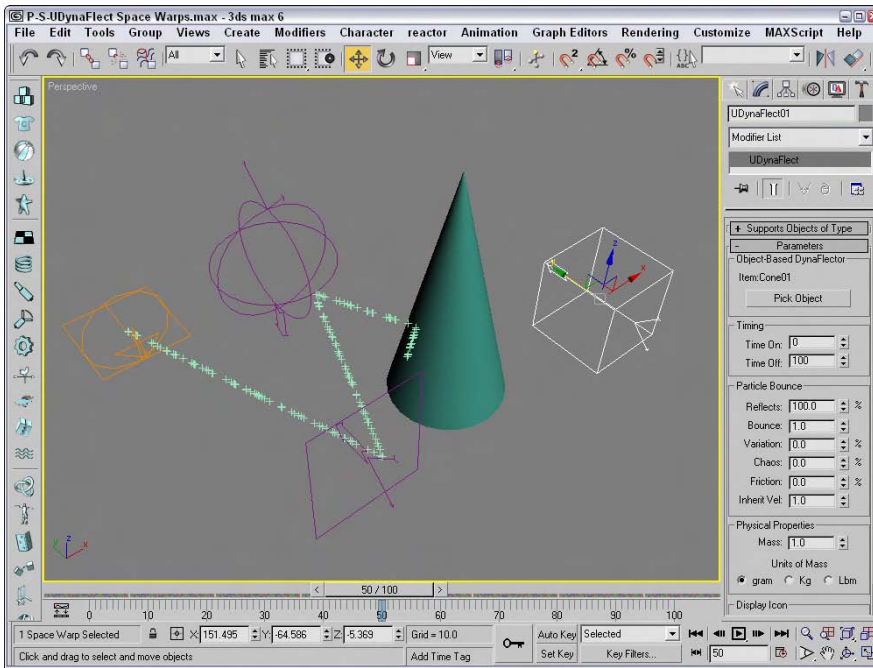 P-S-UDynaFlect Space Warps.max - 3ds max 6
File Edit Tools Group Views Create Modifiers Character reactor Animation Graph Editors Rendering Customize MAXScript Help
All
View
Perspective
z
x
y
z
x
UDynaFlect01
Modifier List
UDynaFlect
+ Supports Objects of Type
- Parameters
Object-Based DynaFlector
Item:Cone01
Pick Object
Timing
Time On: 0
Time Off: 100
Particle Bounce
Reflects: 100.0 %
Bounce: 1.0
Variation: 0.0 %
Chaos: 0.0 %
Friction: 0.0 %
Inherit Vel: 1.0
Physical Properties
Mass: 1.0
Units of Mass
gram Kg Lbm
Display Icon
< 50 / 100 >
0 10 20 30 40 50 60 70 80 90 100
1 Space Warp Selected X: 151.495 Y: -64.586 Z: -5.369 Grid = 10.0 Auto Key Selected
Click and drag to select and move objects Add Time Tag Set Key Key Filters... 50